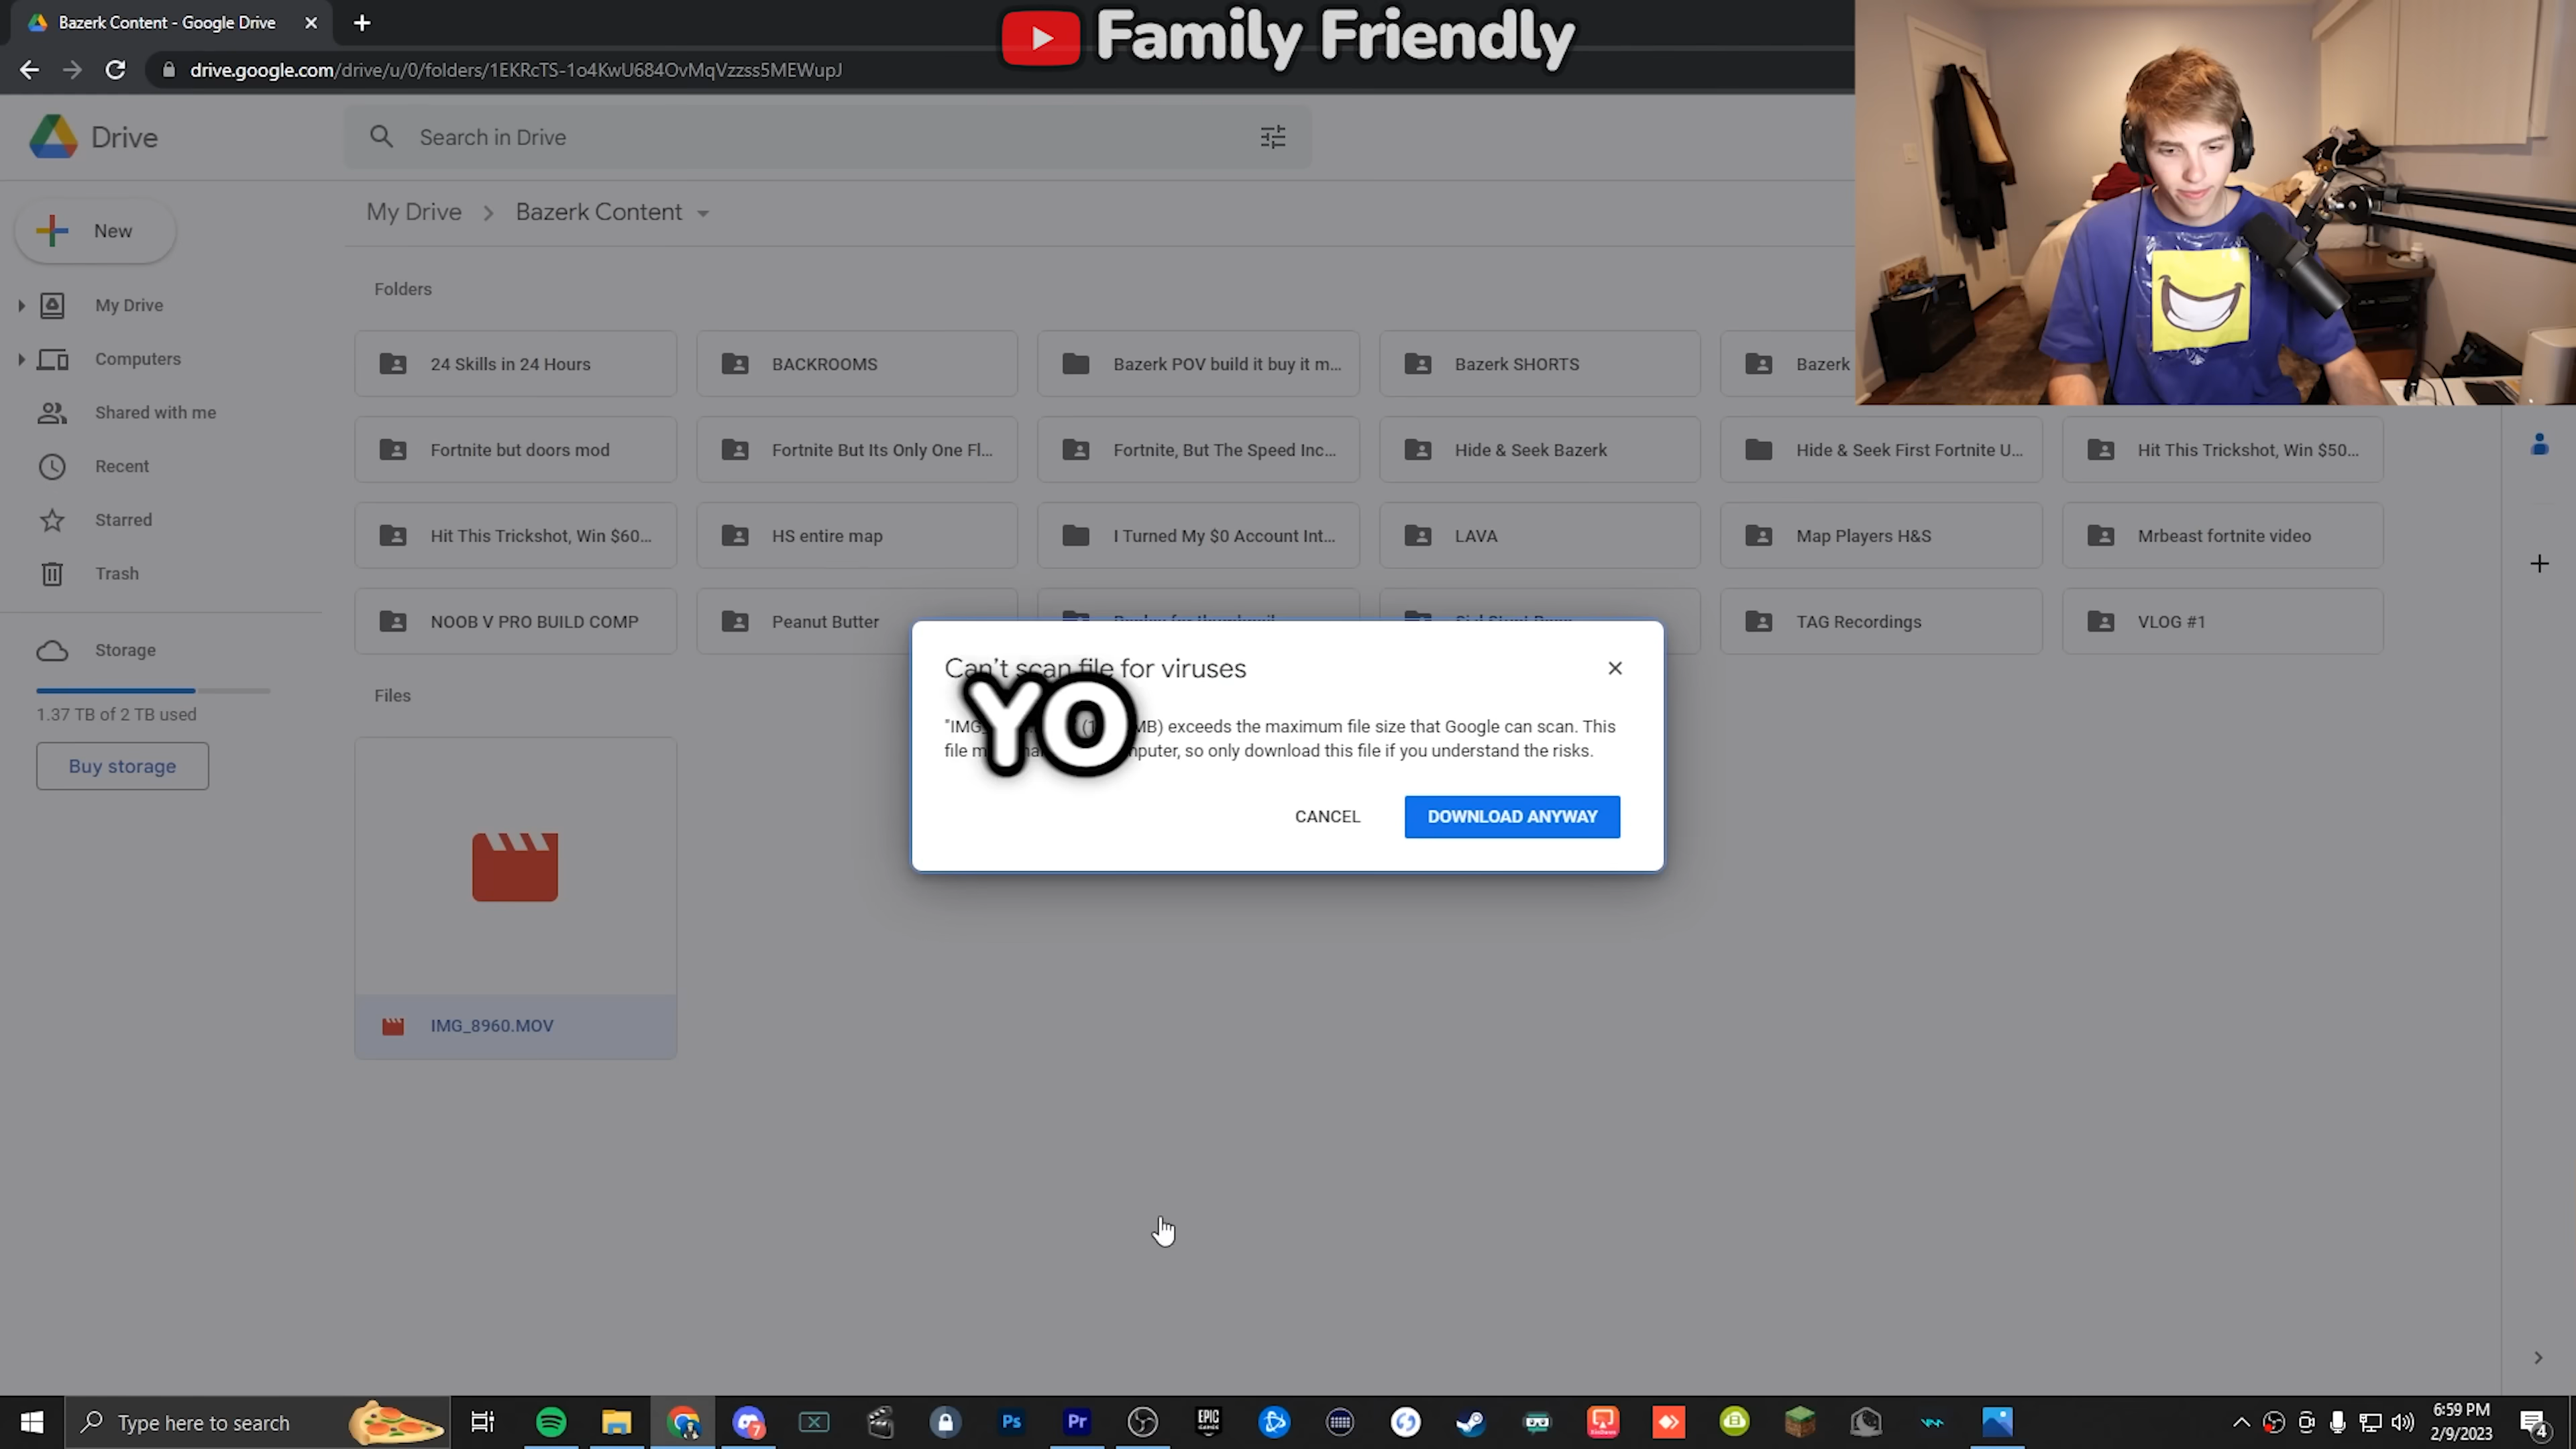 Bazerk Content - Google Drive
Family Friendly
drive.google.com/drive/u/0/folders/1EKRcTS-1o4KwU684OvMqVzzss5MEWupJ
Drive
Search in Drive
My Drive > Bazerk Content
New
My Drive
Computers
Shared with me
Recent
Starred
Trash
Storage
1.37 TB of 2 TB used
Buy storage
Folders
24 Skills in 24 Hours
BACKROOMS
Bazerk POV build it buy it m...
Bazerk SHORTS
Bazerk
Fortnite but doors mod
Fortnite But Its Only One Fl...
Fortnite, But The Speed Inc...
Hide & Seek Bazerk
Hide & Seek First Fortnite U...
Hit This Trickshot, Win $50...
Hit This Trickshot, Win $60...
HS entire map
I Turned My $0 Account Int...
LAVA
Map Players H&S
Mrbeast fortnite video
NOOB V PRO BUILD COMP
Peanut Butter
TAG Recordings
VLOG #1
Files
IMG_8960.MOV
Can't scan file for viruses
YO
exceeds the maximum file size that Google can scan. This
file so only download this file if you understand the risks.
CANCEL
DOWNLOAD ANYWAY
Type here to search
Ps
Pr
EPIC GAMES
7
6:59 PM
2/9/2023
4